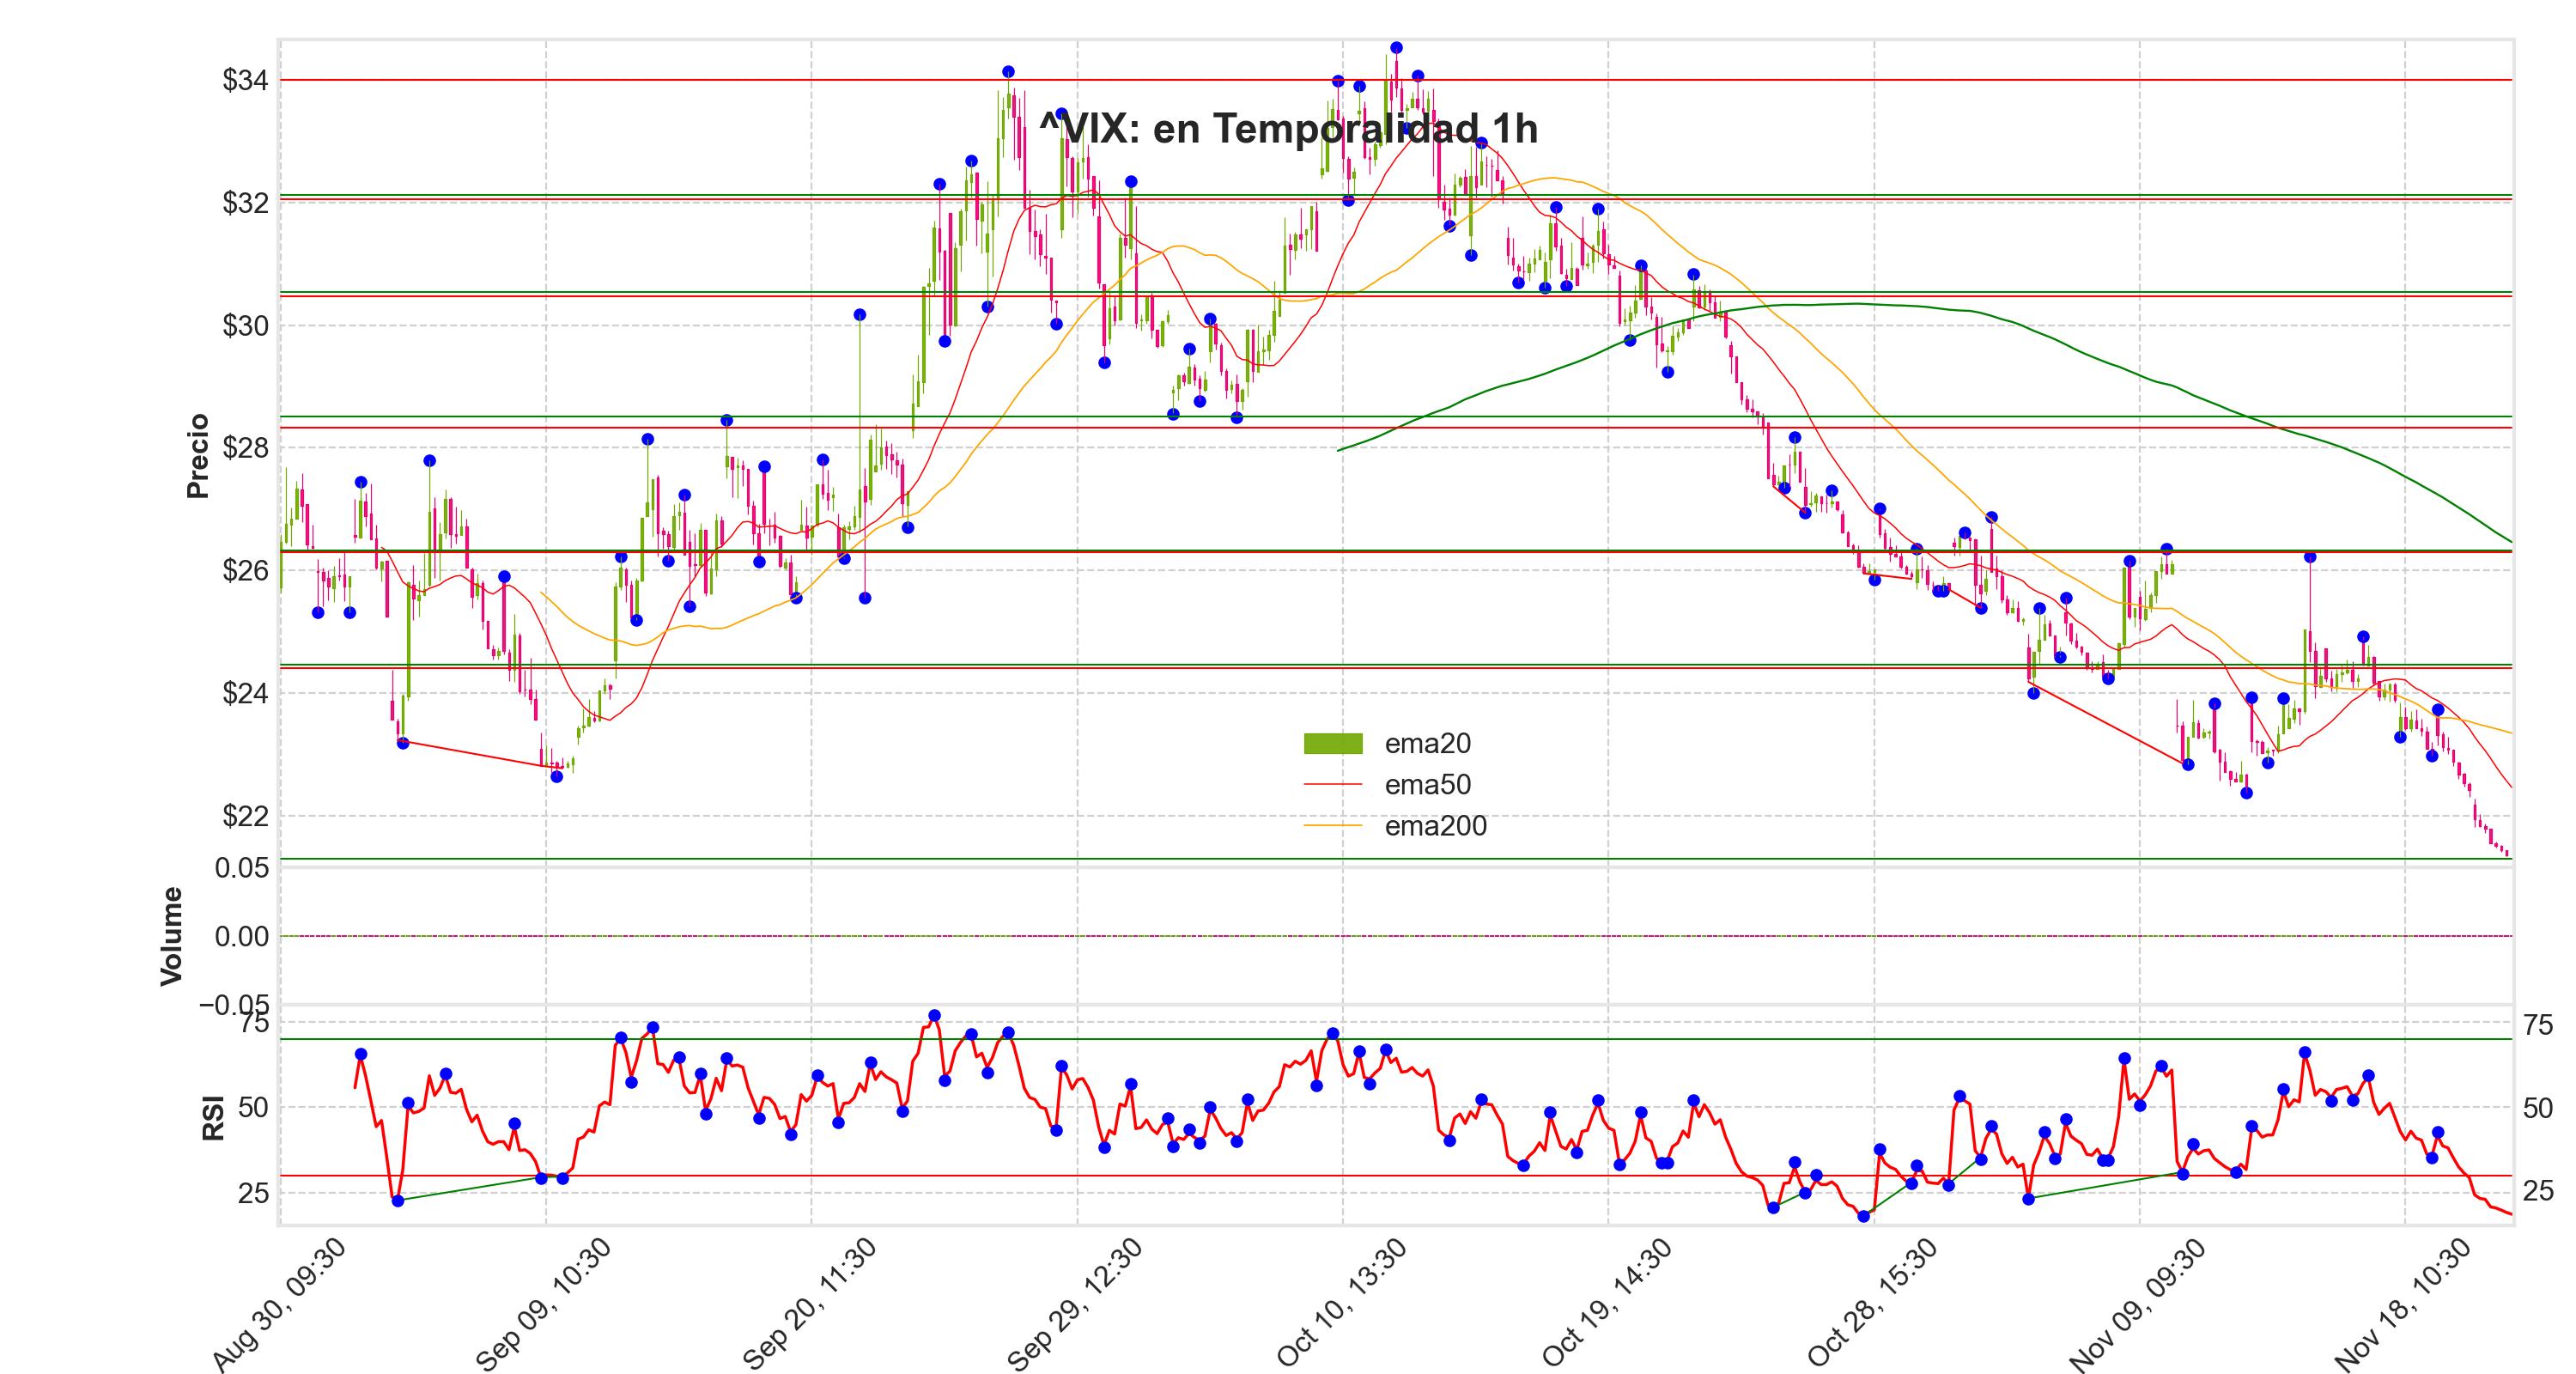 ^VIX: en Temporalidad 1h
Precio
$34
$32
$30
$28
$26
$24
$22
ema20
ema50
ema200
Volume
0.05
0.00
−0.05
RSI
75
50
25
75
50
25
Aug 30, 09:30
Sep 09, 10:30
Sep 20, 11:30
Sep 29, 12:30
Oct 10, 13:30
Oct 19, 14:30
Oct 28, 15:30
Nov 09, 09:30
Nov 18, 10:30